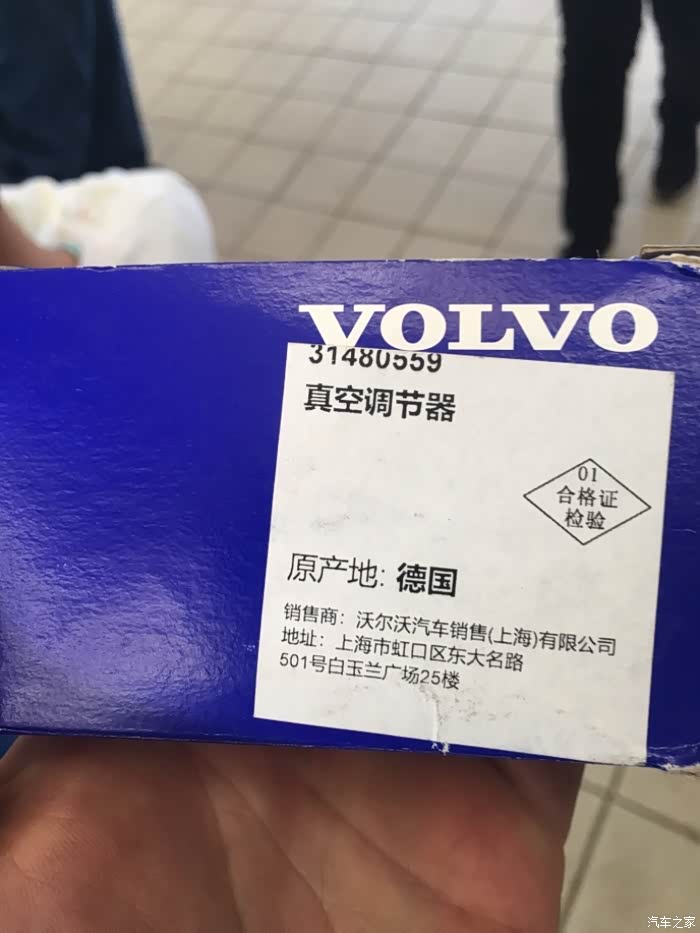 VOLVO
31480559
真空调节器
01
合格证
检验
原产地: 德国
销售商: 沃尔沃汽车销售(上海)有限公司
地址: 上海市虹口区东大名路
501号白玉兰广场25楼
汽车之家